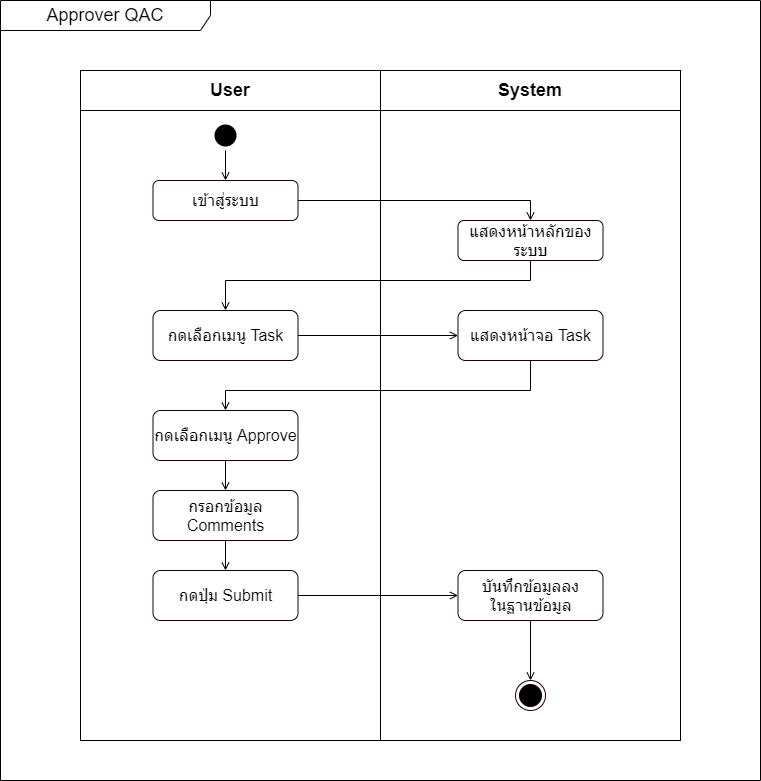 Approver QAC
User
System
เข้าสู่ระบบ
แสดงหน้าหลักของ
ระบบ
กดเลือกเมนู Task
แสดงหน้าจอ Task
กดเลือกเมนู Approve
กรอกข้อมูล
Comments
กดปุ่ม Submit
บันทึกข้อมูลลง
ในฐานข้อมูล